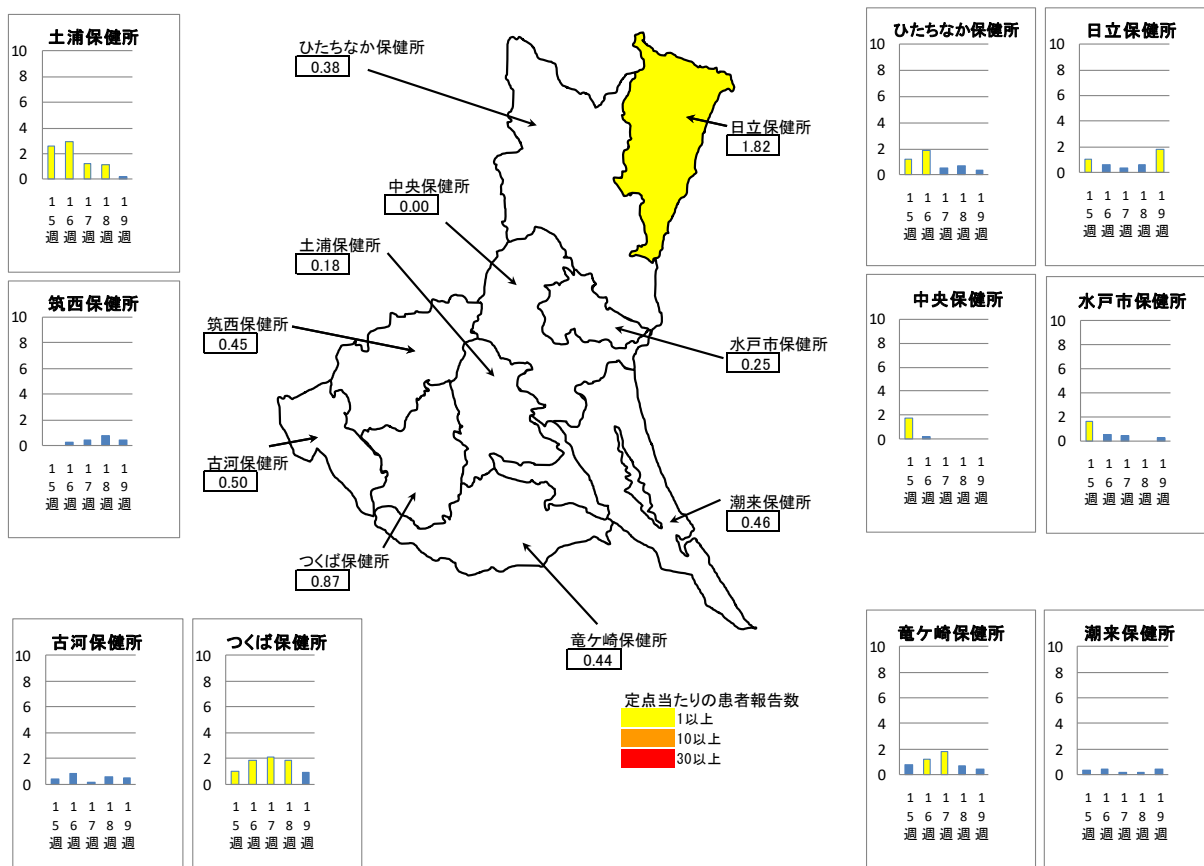 土浦保健所
10
8
6
4
2
0
15週
16週
17週
18週
19週
筑西保健所
10
8
6
4
2
0
15週
16週
17週
18週
19週
ひたちなか保健所
0.38
日立保健所
1.82
中央保健所
0.00
土浦保健所
0.18
筑西保健所
0.45
水戸市保健所
0.25
古河保健所
0.50
潮来保健所
0.46
つくば保健所
0.87
竜ケ崎保健所
0.44
定点当たりの患者報告数
1以上
10以上
30以上
ひたちなか保健所
10
8
6
4
2
0
15週
16週
17週
18週
19週
日立保健所
10
8
6
4
2
0
15週
16週
17週
18週
19週
中央保健所
10
8
6
4
2
0
15週
16週
17週
18週
19週
水戸市保健所
10
8
6
4
2
0
15週
16週
17週
18週
19週
古河保健所
10
8
6
4
2
0
15週
16週
17週
18週
19週
つくば保健所
10
8
6
4
2
0
15週
16週
17週
18週
19週
竜ケ崎保健所
10
8
6
4
2
0
15週
16週
17週
18週
19週
潮来保健所
10
8
6
4
2
0
15週
16週
17週
18週
19週